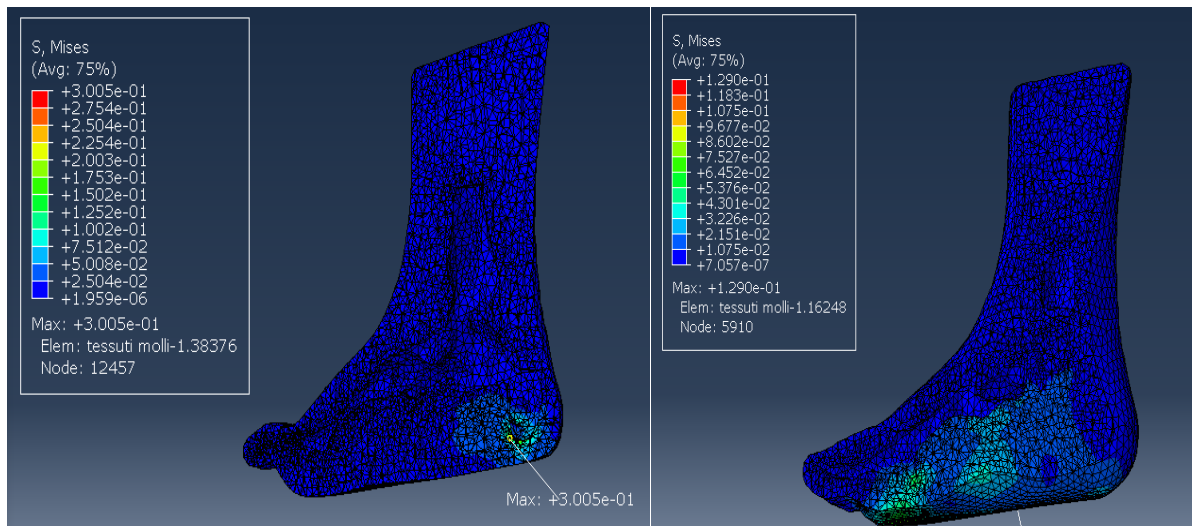 S, Mises
(Avg: 75%)
+3.005e-01
+2.754e-01
+2.504e-01
+2.254e-01
+2.003e-01
+1.753e-01
+1.502e-01
+1.252e-01
+1.002e-01
+7.512e-02
+5.008e-02
+2.504e-02
+1.959e-06
Max: +3.005e-01
Elem: tessuti molli-1.38376
Node: 12457
Max: +3.005e-01
S, Mises
(Avg: 75%)
+1.290e-01
+1.183e-01
+1.075e-01
+9.677e-02
+8.602e-02
+7.527e-02
+6.452e-02
+5.376e-02
+4.301e-02
+3.226e-02
+2.151e-02
+1.075e-02
+7.057e-07
Max: +1.290e-01
Elem: tessuti molli-1.16248
Node: 5910